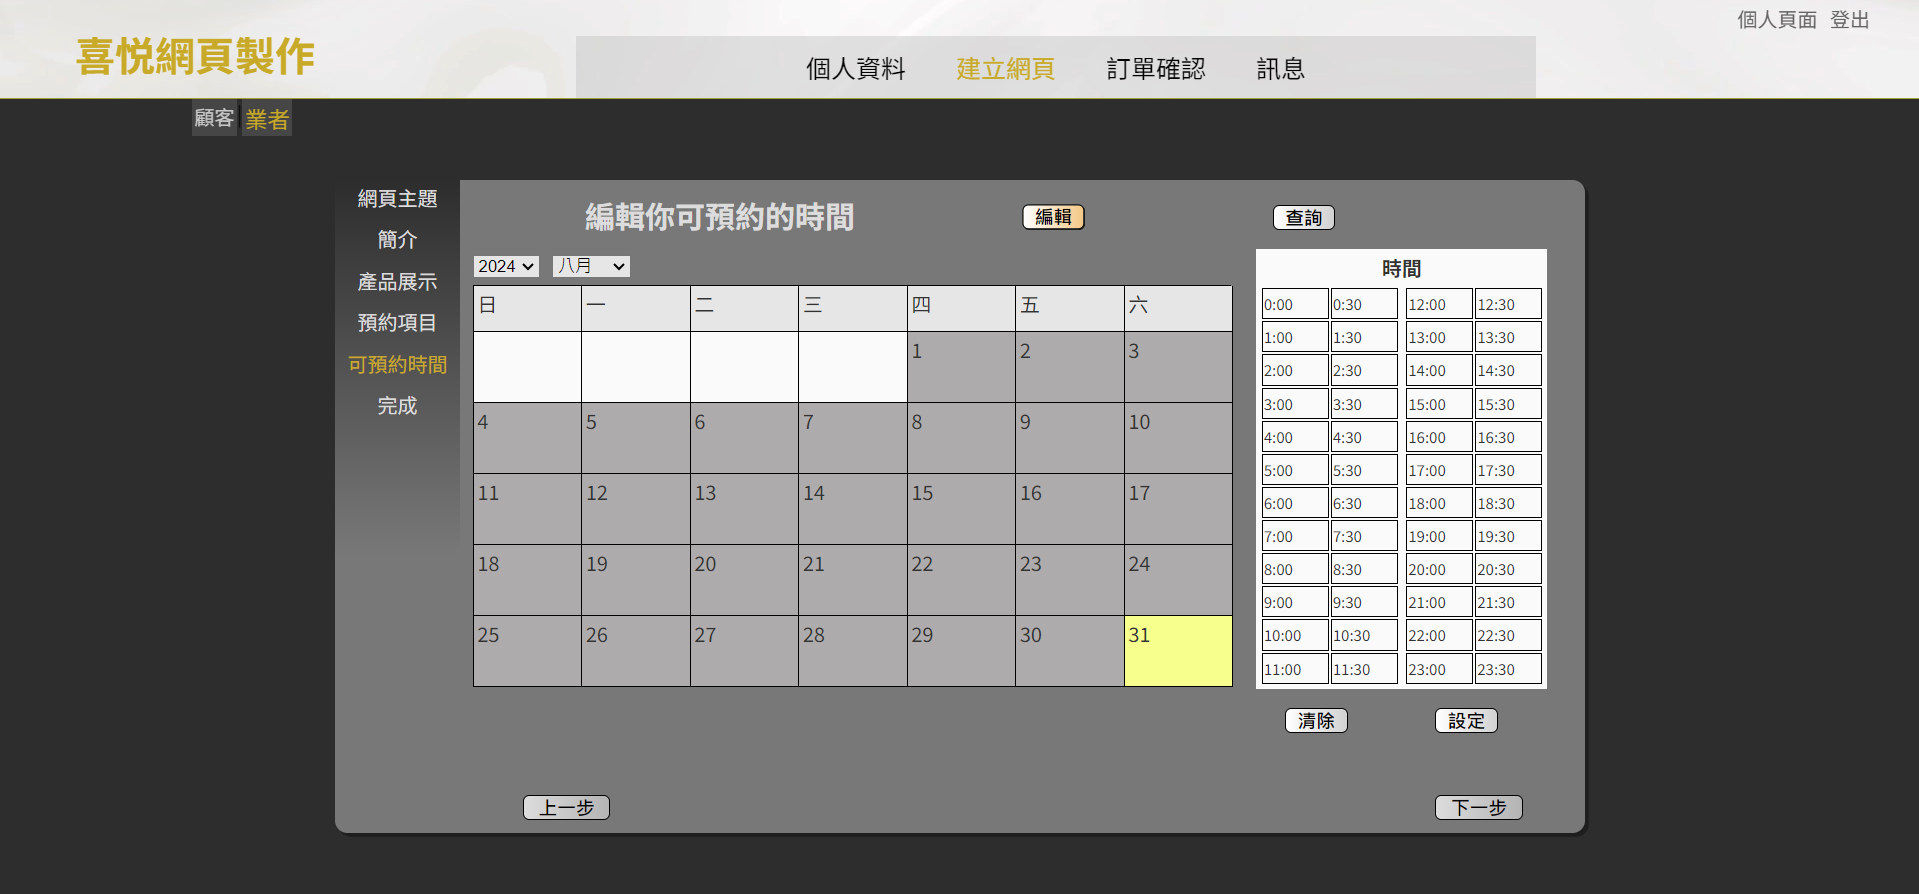 個人頁面 登出
喜悦網頁製作
個人資料 建立網頁 訂單確認 訊息
顧客 業者
網頁主題
簡介
產品展示
預約項目
可預約時間
完成
編輯你可預約的時間 編輯 查詢
2024 八月
日 一 二 三 四 五 六
1 2 3
4 5 6 7 8 9 10
11 12 13 14 15 16 17
18 19 20 21 22 23 24
25 26 27 28 29 30 31
時間
0:00 0:30 12:00 12:30
1:00 1:30 13:00 13:30
2:00 2:30 14:00 14:30
3:00 3:30 15:00 15:30
4:00 4:30 16:00 16:30
5:00 5:30 17:00 17:30
6:00 6:30 18:00 18:30
7:00 7:30 19:00 19:30
8:00 8:30 20:00 20:30
9:00 9:30 21:00 21:30
10:00 10:30 22:00 22:30
11:00 11:30 23:00 23:30
清除 設定
上一步 下一步